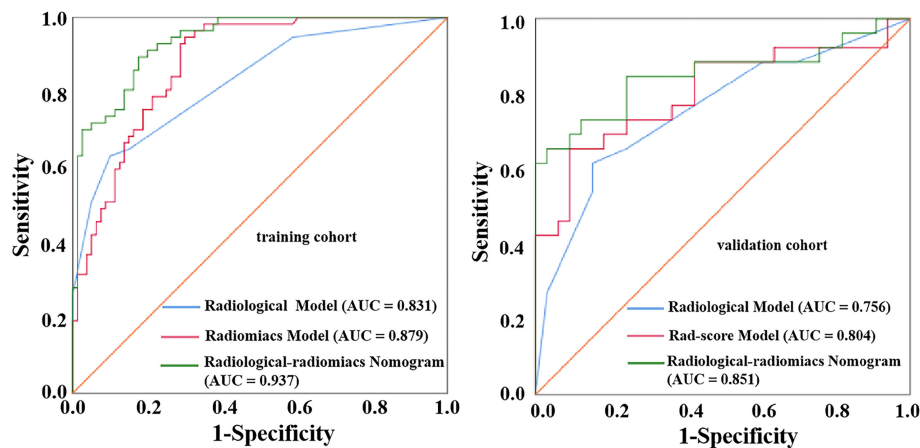 1.0
0.8
0.6
0.4
0.2
0.0
Sensitivity
training cohort
Radiological Model (AUC = 0.831)
Radiomiacs Model (AUC = 0.879)
Radiological-radiomiacs Nomogram
(AUC = 0.937)
0.0 0.2 0.4 0.6 0.8 1.0
1-Specificity
1.0
0.8
0.6
0.4
0.2
0.0
Sensitivity
validation cohort
Radiological Model (AUC = 0.756)
Rad-score Model (AUC = 0.804)
Radiological-radiomiacs Nomogram
(AUC = 0.851)
0.0 0.2 0.4 0.6 0.8 1.0
1-Specificity